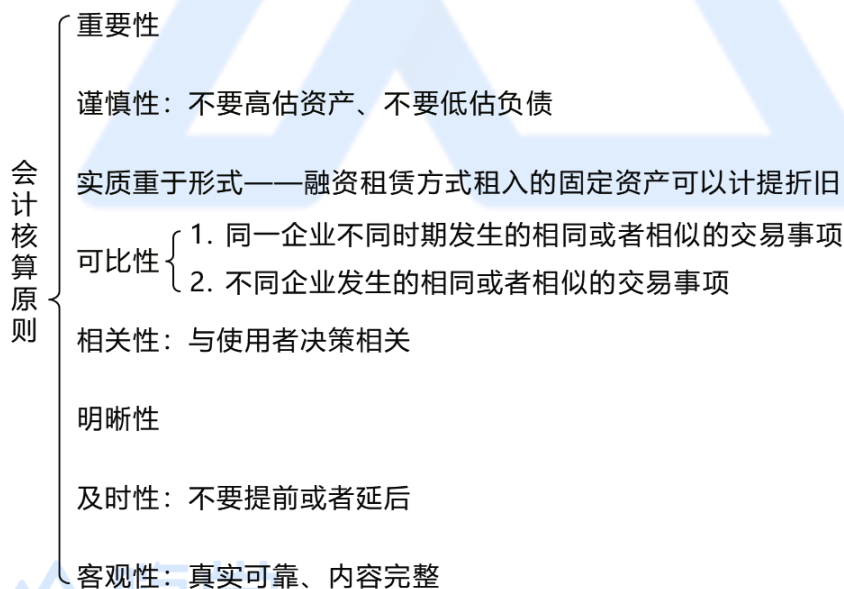 会计核算原则
重要性
谨慎性：不要高估资产、不要低估负债
实质重于形式——融资租赁方式租入的固定资产可以计提折旧
可比性
1. 同一企业不同时期发生的相同或者相似的交易事项
2. 不同企业发生的相同或者相似的交易事项
相关性：与使用者决策相关
明晰性
及时性：不要提前或者延后
客观性：真实可靠、内容完整